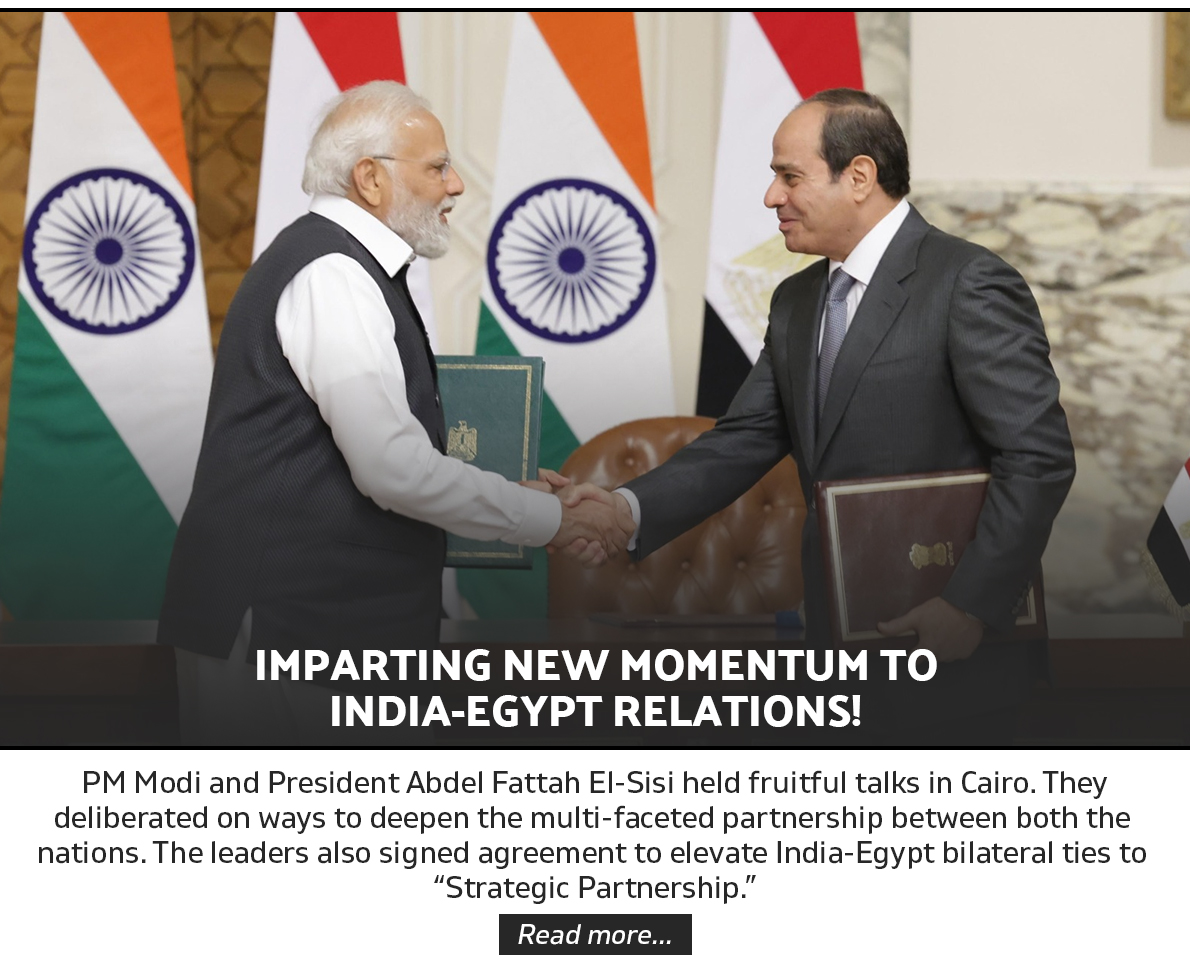 IMPARTING NEW MOMENTUM TO
INDIA-EGYPT RELATIONS!
PM Modi and President Abdel Fattah El-Sisi held fruitful talks in Cairo. They
deliberated on ways to deepen the multi-faceted partnership between both the
nations. The leaders also signed agreement to elevate India-Egypt bilateral ties to
“Strategic Partnership.”
Read more...